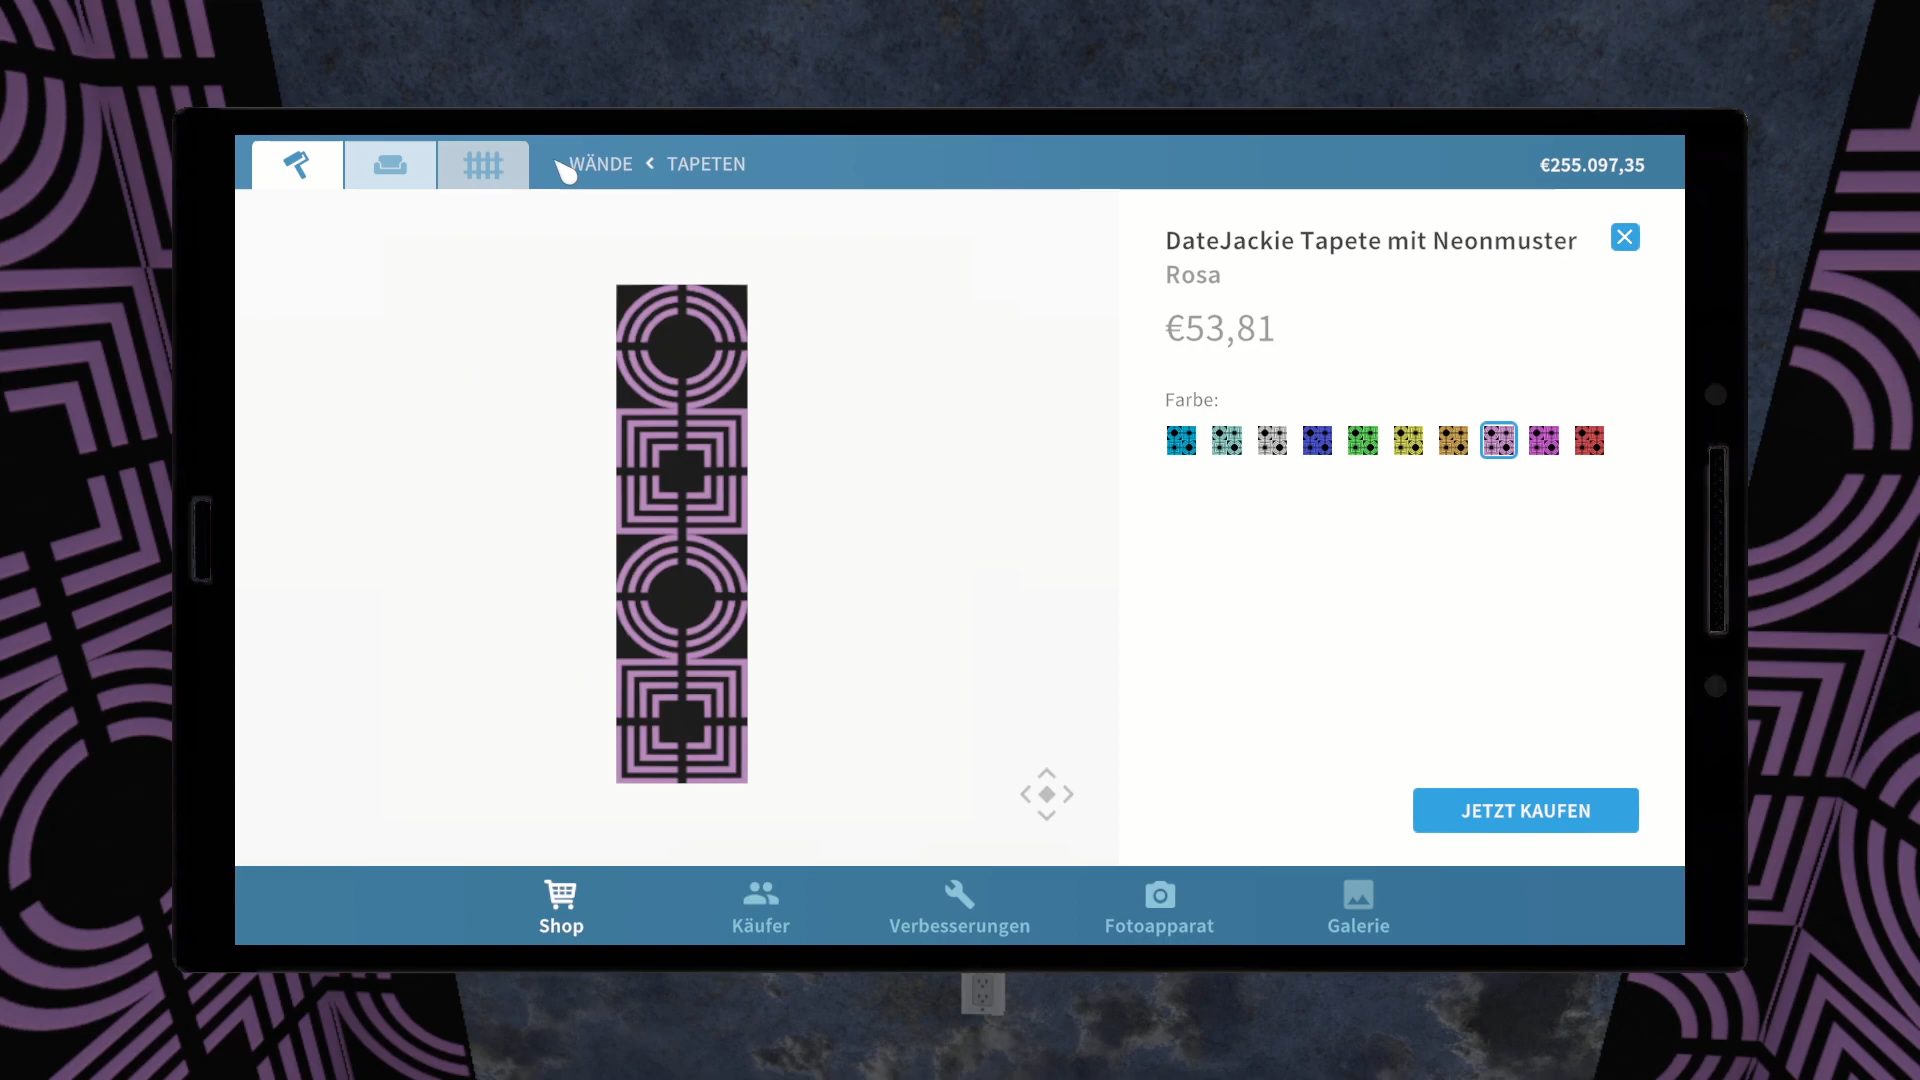 WÄNDE < TAPETEN
€255.097,35
DateJackie Tapete mit Neonmuster
Rosa
€53,81
Farbe:
JETZT KAUFEN
Shop
Käufer
Verbesserungen
Fotoapparat
Galerie